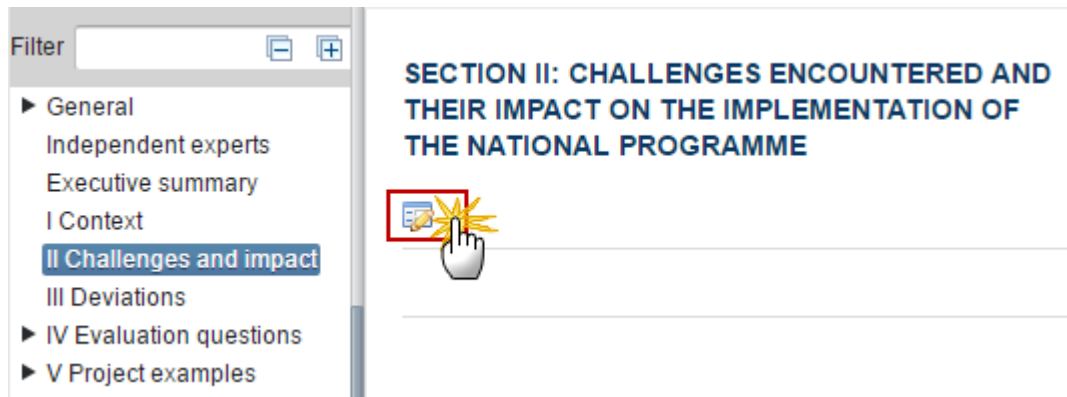 Filter
General
Independent experts
Executive summary
I Context
II Challenges and impact
III Deviations
IV Evaluation questions
V Project examples
SECTION II: CHALLENGES ENCOUNTERED AND
THEIR IMPACT ON THE IMPLEMENTATION OF
THE NATIONAL PROGRAMME